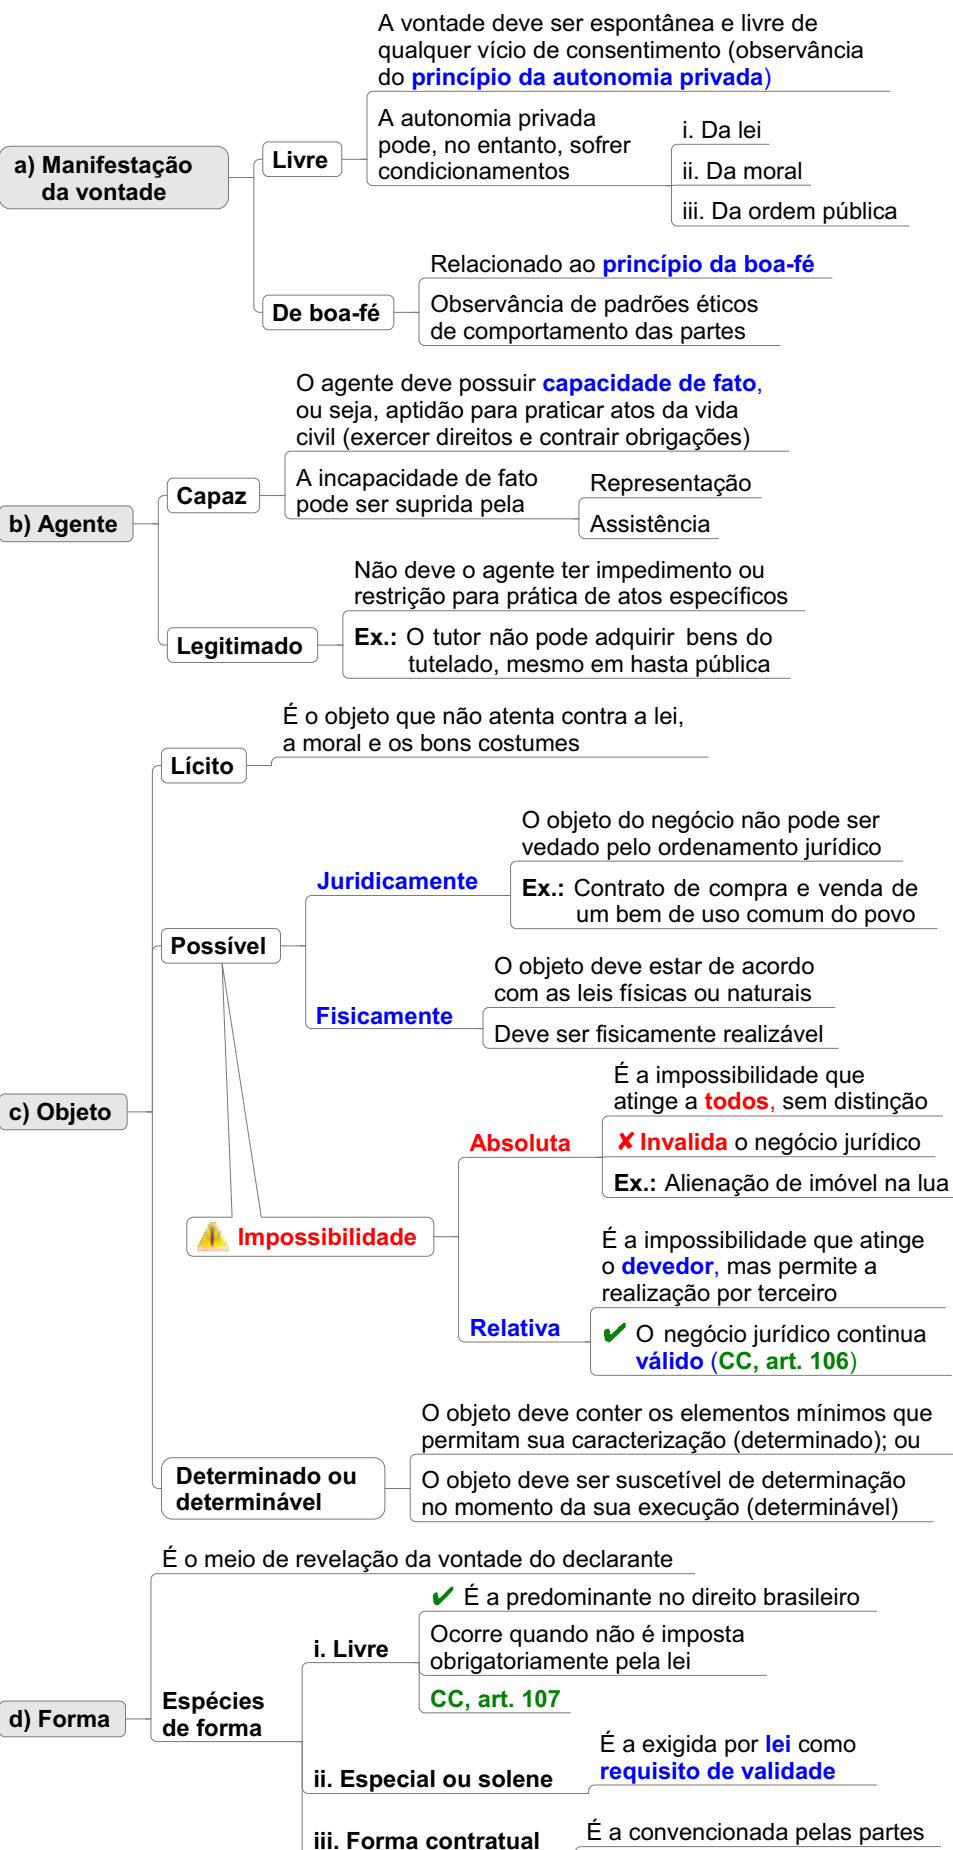 A vontade deve ser espontânea e livre de
qualquer vício de consentimento (observância
do princípio da autonomia privada)
a) Manifestação
da vontade
Livre
A autonomia privada
pode, no entanto, sofrer
condicionamentos
i. Da lei
ii. Da moral
iii. Da ordem pública
De boa-fé
Relacionado ao princípio da boa-fé
Observância de padrões éticos
de comportamento das partes
b) Agente
Capaz
O agente deve possuir capacidade de fato,
ou seja, aptidão para praticar atos da vida
civil (exercer direitos e contrair obrigações)
A incapacidade de fato
pode ser suprida pela
Representação
Assistência
Legitimado
Não deve o agente ter impedimento ou
restrição para prática de atos específicos
Ex.: O tutor não pode adquirir bens do
tutelado, mesmo em hasta pública
c) Objeto
Lícito
É o objeto que não atenta contra a lei,
a moral e os bons costumes
Possível
Juridicamente
O objeto do negócio não pode ser
vedado pelo ordenamento jurídico
Ex.: Contrato de compra e venda de
um bem de uso comum do povo
Fisicamente
O objeto deve estar de acordo
com as leis físicas ou naturais
Deve ser fisicamente realizável
Impossibilidade
Absoluta
É a impossibilidade que
atinge a todos, sem distinção
✘ Invalida o negócio jurídico
Ex.: Alienação de imóvel na lua
Relativa
É a impossibilidade que atinge
o devedor, mas permite a
realização por terceiro
✔ O negócio jurídico continua
válido (CC, art. 106)
Determinado ou
determinável
O objeto deve conter os elementos mínimos que
permitam sua caracterização (determinado); ou
O objeto deve ser suscetível de determinação
no momento da sua execução (determinável)
d) Forma
É o meio de revelação da vontade do declarante
Espécies
de forma
i. Livre
✔ É a predominante no direito brasileiro
Ocorre quando não é imposta
obrigatoriamente pela lei
CC, art. 107
ii. Especial ou solene
É a exigida por lei como
requisito de validade
iii. Forma contratual
É a convencionada pelas partes